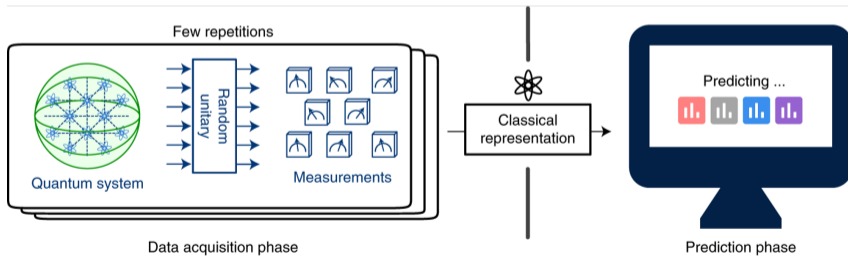 Few repetitions
Random
unitary
Quantum system
Measurements
Data acquisition phase
Classical
representation
Predicting ...
Prediction phase